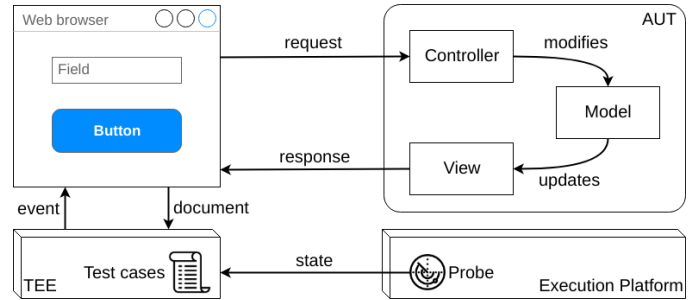 Web browser
AUT
request
Controller
modifies
Field
Model
Button
response
View
updates
event
document
Test cases
TEE
state
Probe
Execution Platform